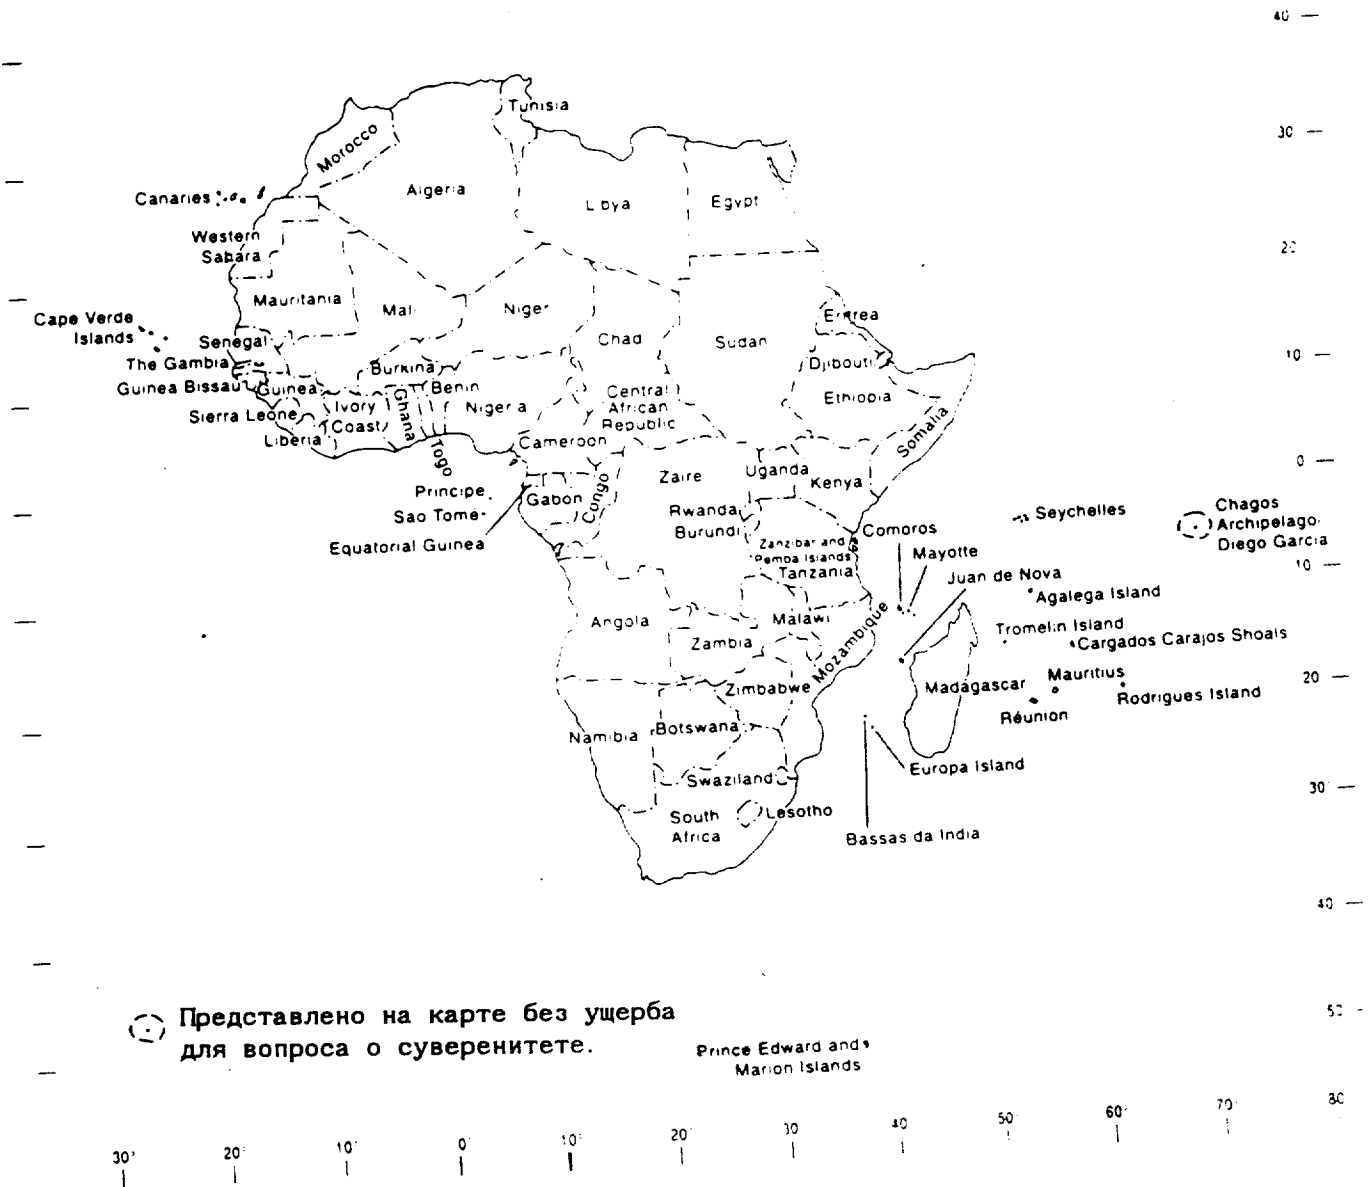 40
30
Tunisia
Morocco
Algeria
Canaries
Libya
Egypt
Western
Sahara
20
Mauritania
Mali
Niger
Cape Verde
Islands
Eritrea
Senegal
Chad
Sudan
10
The Gambia
Burkina
Djibouti
Guinea Bissau
Guinea
Benin
Central
African
Republic
Ethiopia
Ivory
Coast
Ghana
Nigeria
Sierra Leone
Liberia
Togo
Cameroon
Somalia
0
Zaire
Uganda
Kenya
Principe
Gabon
Congo
Sao Tome
Rwanda
Seychelles
Chagos
Archipelago
Diego Garcia
Equatorial Guinea
Burundi
Comoros
Zanzibar and
Pemba Islands
Mayotte
Tanzania
Juan de Nova
10
Agalega Island
Angola
Malawi
Mozambique
Tromelin Island
Zambia
Cargados Carajos Shoals
Zimbabwe
Madagascar
Mauritius
20
Rodrigues Island
Réunion
Namibia
Botswana
Europa Island
Swaziland
30
South
Africa
Lesotho
Bassas da India
40
Представлено на карте без ущерба
для вопроса о суверенитете.
50
Prince Edward and
Marion Islands
30° 20° 10° 0° 10° 20° 30 40 50 60 70 80